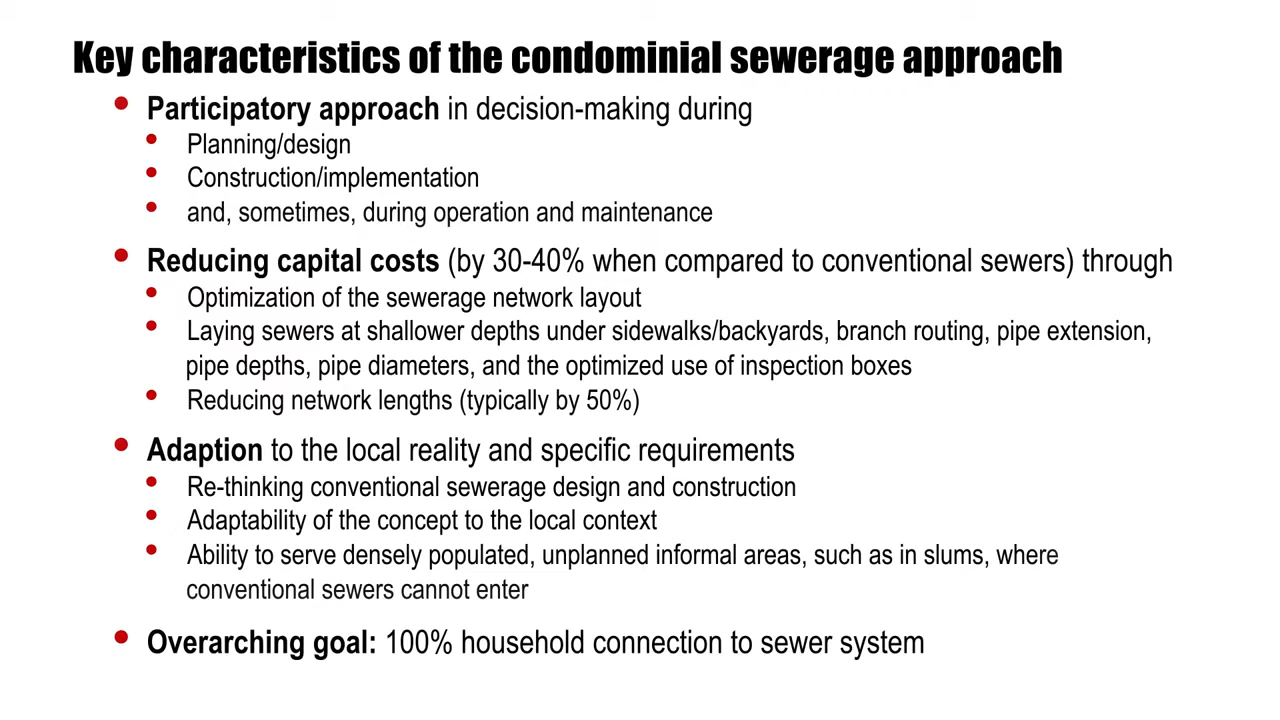 Key characteristics of the condominial sewerage approach
• Participatory approach in decision-making during
• Planning/design
• Construction/implementation
• and, sometimes, during operation and maintenance
• Reducing capital costs (by 30-40% when compared to conventional sewers) through
• Optimization of the sewerage network layout
• Laying sewers at shallower depths under sidewalks/backyards, branch routing, pipe extension,
pipe depths, pipe diameters, and the optimized use of inspection boxes
• Reducing network lengths (typically by 50%)
• Adaption to the local reality and specific requirements
• Re-thinking conventional sewerage design and construction
• Adaptability of the concept to the local context
• Ability to serve densely populated, unplanned informal areas, such as in slums, where
conventional sewers cannot enter
• Overarching goal: 100% household connection to sewer system